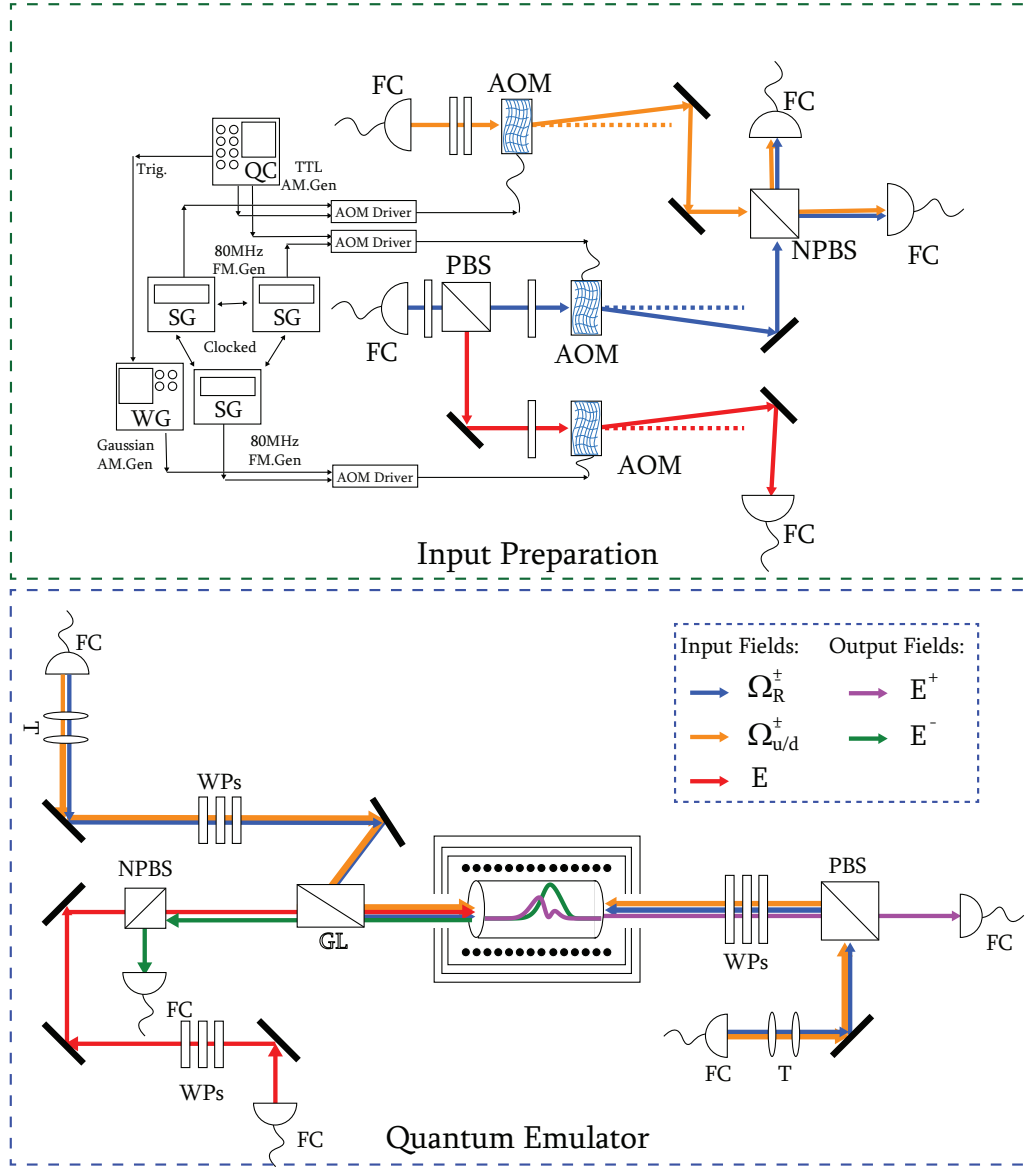 FC
AOM
FC
Trig.
QC
TTL
AM.Gen
AOM Driver
AOM Driver
NPBS
FC
80MHz
FM.Gen
PBS
SG
SG
FC
AOM
Clocked
SG
WG
Gaussian
AM.Gen
80MHz
FM.Gen
AOM Driver
AOM
FC
Input Preparation
FC
T
Input Fields:
Output Fields:
Ω_R^±
E^+
Ω_{u/d}^±
E^-
E
WPs
NPBS
GL
PBS
WPs
FC
FC
WPs
FC
T
FC
Quantum Emulator